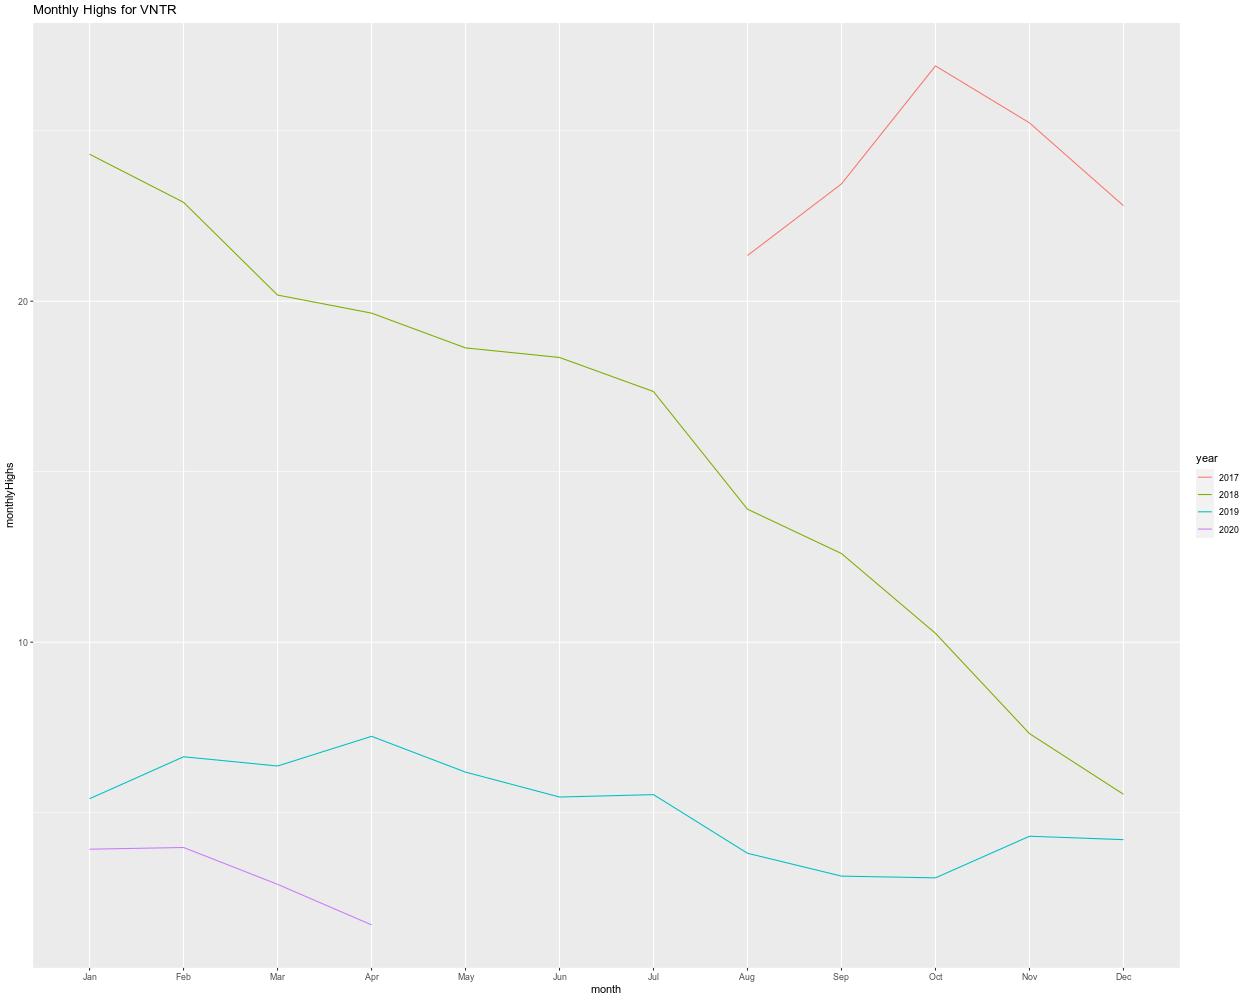 Monthly Highs for VNTR
monthlyHighs
20
10
Jan Feb Mar Apr May Jun Jul Aug Sep Oct Nov Dec
month
year
2017
2018
2019
2020